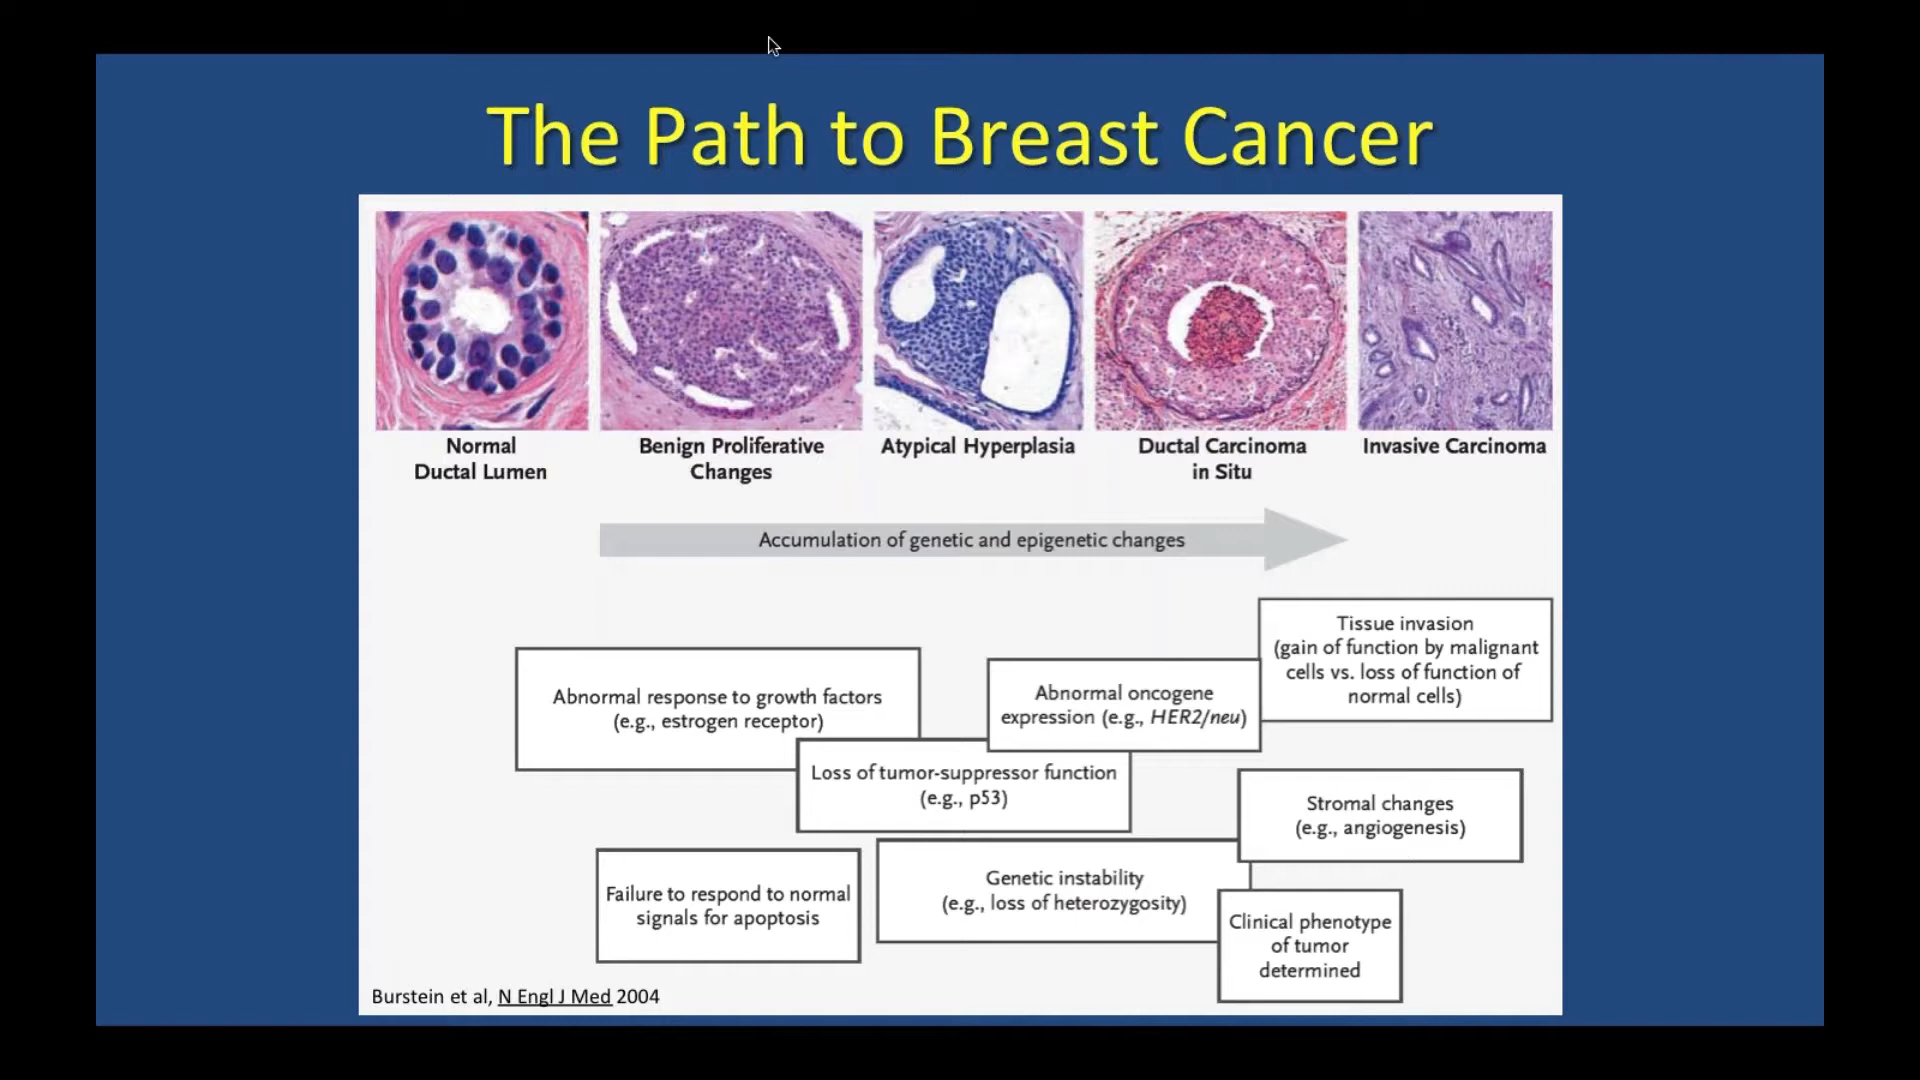 The Path to Breast Cancer
Normal
Ductal Lumen
Benign Proliferative
Changes
Atypical Hyperplasia
Ductal Carcinoma
in Situ
Invasive Carcinoma
Accumulation of genetic and epigenetic changes
Tissue invasion
(gain of function by malignant
cells vs. loss of function of
normal cells)
Abnormal response to growth factors
(e.g., estrogen receptor)
Abnormal oncogene
expression (e.g., HER2/neu)
Loss of tumor-suppressor function
(e.g., p53)
Stromal changes
(e.g., angiogenesis)
Failure to respond to normal
signals for apoptosis
Genetic instability
(e.g., loss of heterozygosity)
Clinical phenotype
of tumor
determined
Burstein et al, N Engl J Med 2004